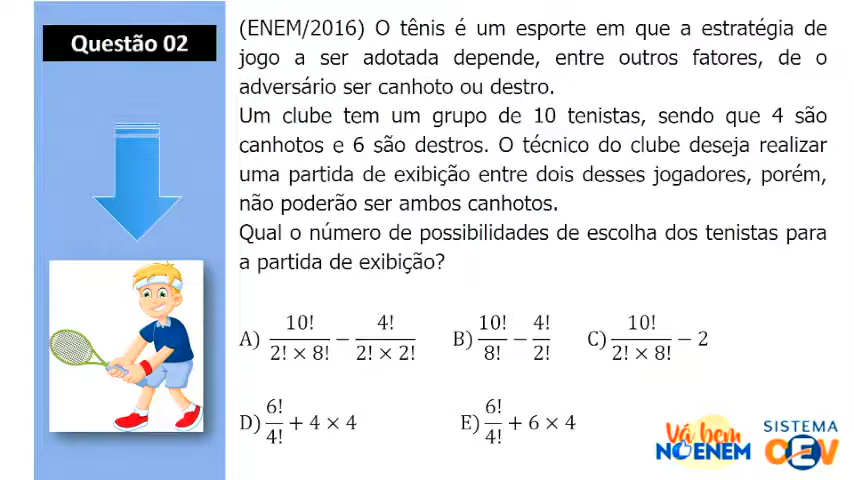 Questão 02
(ENEM/2016) O tênis é um esporte em que a estratégia de
jogo a ser adotada depende, entre outros fatores, de o
adversário ser canhoto ou destro.
Um clube tem um grupo de 10 tenistas, sendo que 4 são
canhotos e 6 são destros. O técnico do clube deseja realizar
uma partida de exibição entre dois desses jogadores, porém,
não poderão ser ambos canhotos.
Qual o número de possibilidades de escolha dos tenistas para
a partida de exibição?
A) 10!/(2! × 8!) − 4!/(2! × 2!) B) 10!/8! − 4!/2! C) 10!/(2! × 8!) − 2
D) 6!/4! + 4 × 4 E) 6!/4! + 6 × 4
Vá bem
NO ENEM
SISTEMA
CEV